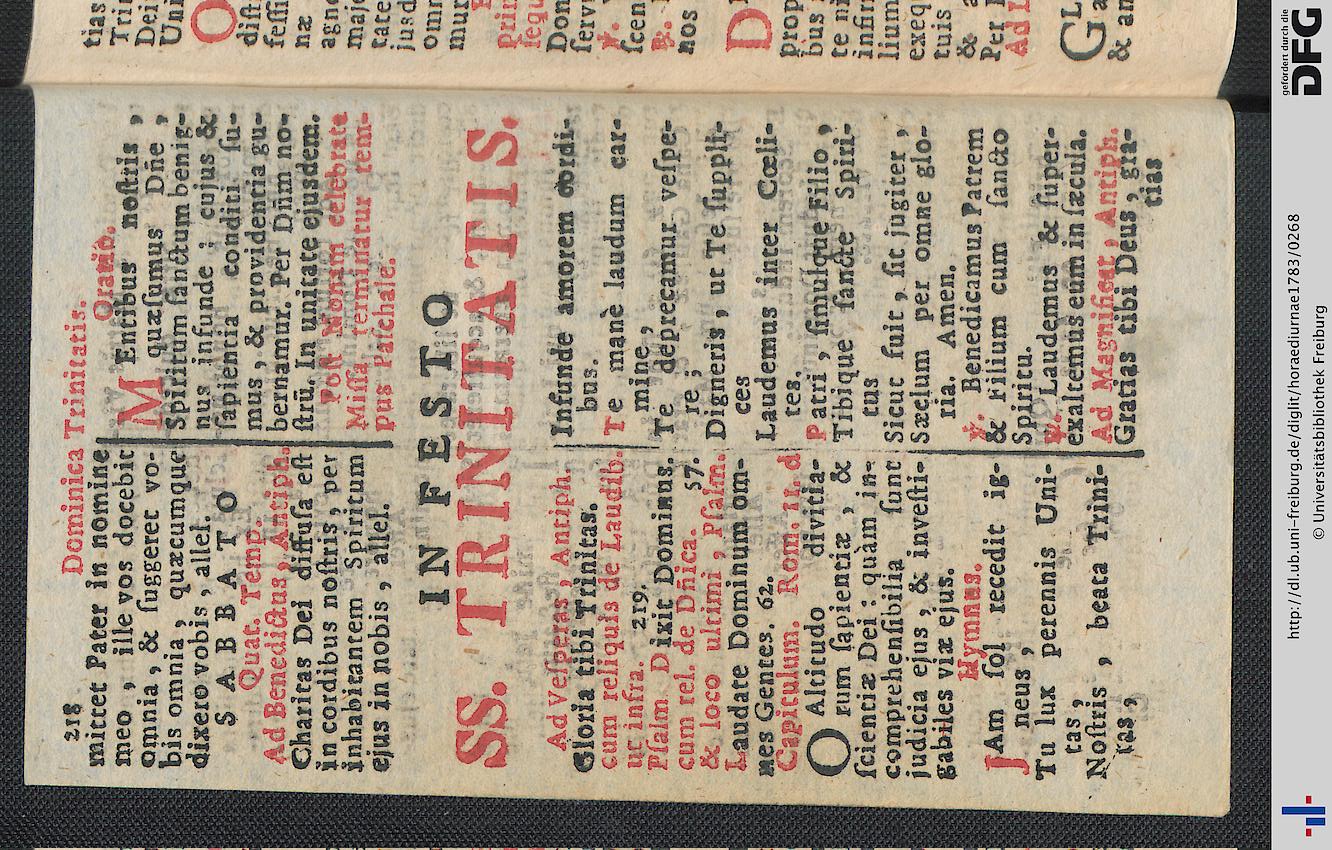 218
Dominica Trinitatis.
mittet Pater in nomine
meo, ille vos docebit
omnia, & ſuggeret vo-
bis omnia, quæcumque
dixero vobis, allel.
SABBATO
Quat. Temp.
Ad Benedictus, Antiph.
Charitas Dei diffuſa eſt
in cordibus noſtris, per
inhabitantem Spiritum
ejus in nobis, allel.
Oratio.
MEntibus noſtris,
quæſumus Dñe,
Spiritum ſanctum benig-
nus infunde: cujus &
ſapientia conditi ſu-
mus, & providentia gu-
bernamur. Per Dñm no-
ſtrũ. In unitate ejusdem.
Poſt Nonam celebrata
Miſſa terminatur tem-
pus Paſchale.
IN FESTO
SS. TRINITATIS.
Ad Veſperas, Antiph.
Gloria tibi Trinitas.
cum reliquis de Laudib.
ut infra. 219.
Pſalm Dixit Dominus.
cum rel. de Dñica. 57.
& loco ultimi, Pſalm.
Laudate Dominum om-
nes Gentes. 62.
Capitulum. Rom. 11. d
O Altitudo divitia-
rum ſapientiæ, &
ſcientiæ Dei: quàm in-
comprehenſibilia ſunt
judicia ejus, & inveſti-
gabiles viæ ejus.
Hymnus.
JAm ſol recedit ig-
neus,
Tu lux perennis Uni-
tas,
Noſtris, beata Trini-
tas,
Infunde amorem cordi-
bus.
Te manè laudum car-
mine,
Te deprecamur veſpe-
re,
Digneris, ut Te ſuppli-
ces
Laudemus inter Cœli-
tes.
Patri, ſimulque Filio,
Tibique ſancte Spiri-
tus
Sicut fuit, ſit jugiter,
Sæclum per omne glo-
ria. Amen.
℣. Benedicamus Patrem
& Filium cum ſancto
Spiritu.
℟. Laudemus & ſuper-
exaltemus eum in ſæcula.
Ad Magnificat, Antiph.
Gratias tibi Deus, gra-
tias
http://dl.ub.uni-freiburg.de/diglit/horaediurnae1783/0268
© Universitätsbibliothek Freiburg
gefördert durch die
DFG